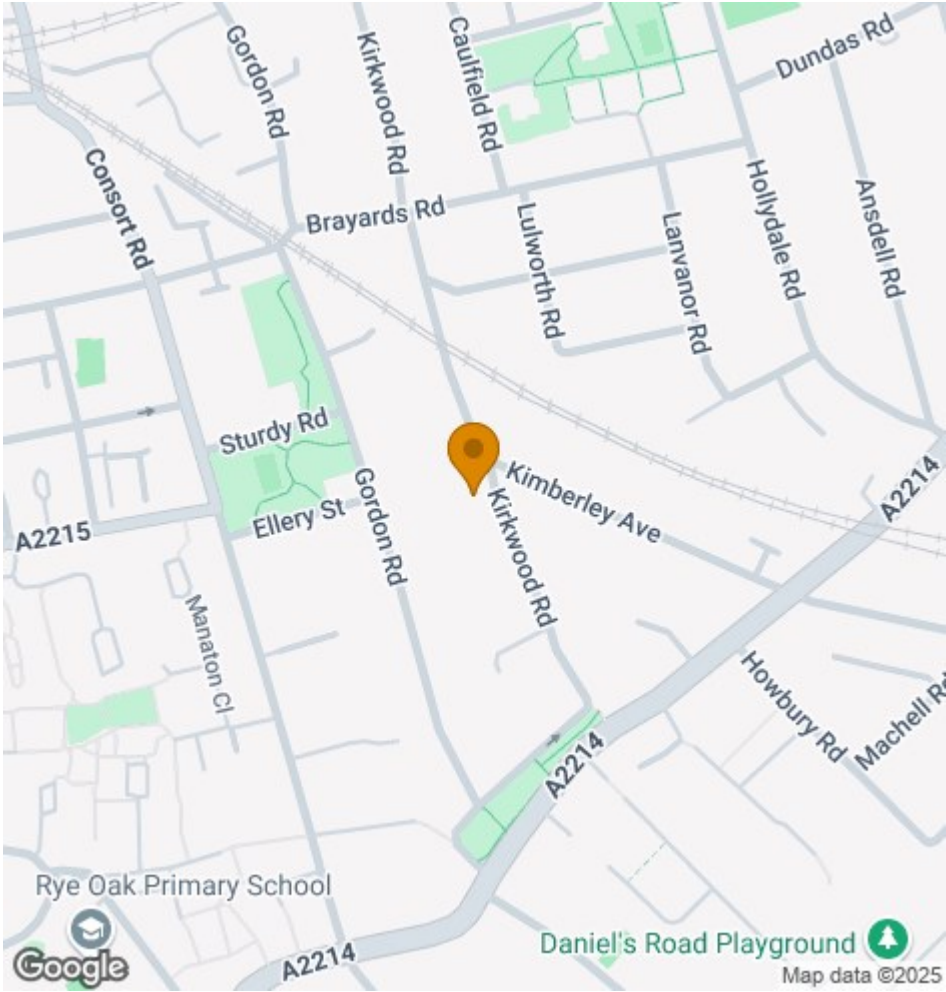 Gordon Rd
Kirkwood Rd
Caulfield Rd
Dundas Rd
Consort Rd
Brayards Rd
Lulworth Rd
Lanvanor Rd
Hollydale Rd
Ansdell Rd
Sturdy Rd
Ellery St
Gordon Rd
Kirkwood Rd
Kimberley Ave
A2214
A2215
Manaton Cl
Howbury Rd
Machell Rd
A2214
Rye Oak Primary School
A2214
Daniel's Road Playground
Google
Map data ©2025